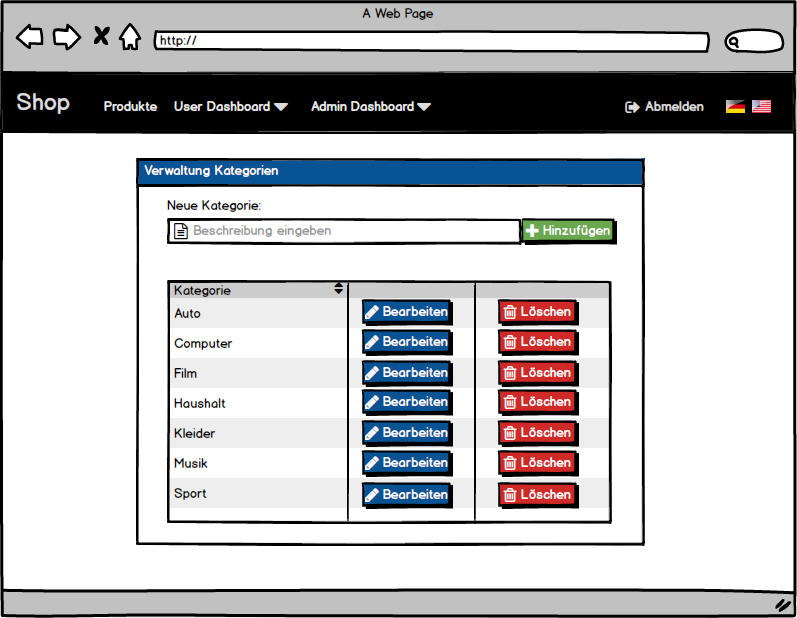 A Web Page
http://
Shop Produkte User Dashboard Admin Dashboard Abmelden
Verwaltung Kategorien
Neue Kategorie:
Beschreibung eingeben Hinzufügen
Kategorie
Auto Bearbeiten Löschen
Computer Bearbeiten Löschen
Film Bearbeiten Löschen
Haushalt Bearbeiten Löschen
Kleider Bearbeiten Löschen
Musik Bearbeiten Löschen
Sport Bearbeiten Löschen